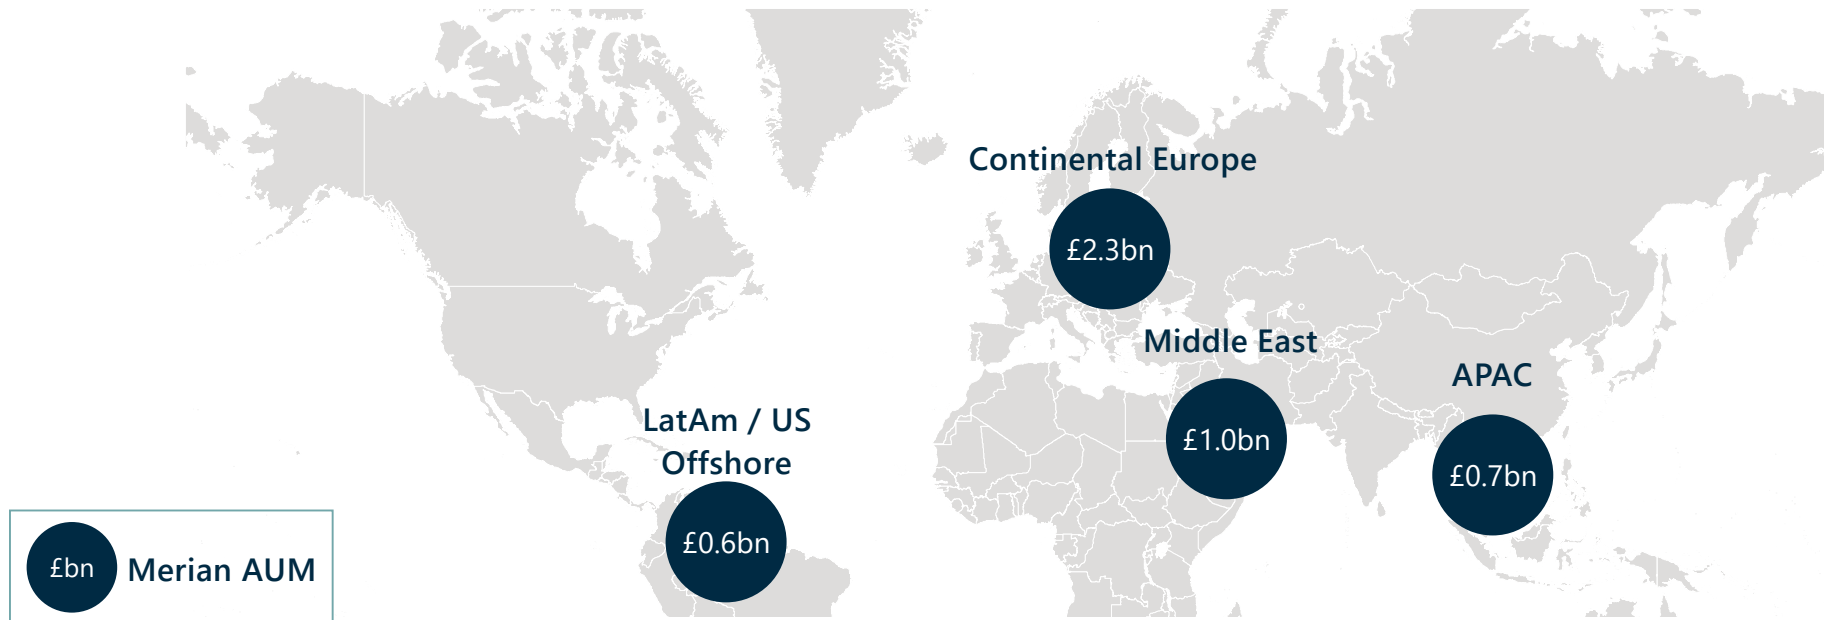 Continental Europe
£2.3bn
Middle East
£1.0bn
APAC
£0.7bn
LatAm / US
Offshore
£0.6bn
£bn
Merian AUM